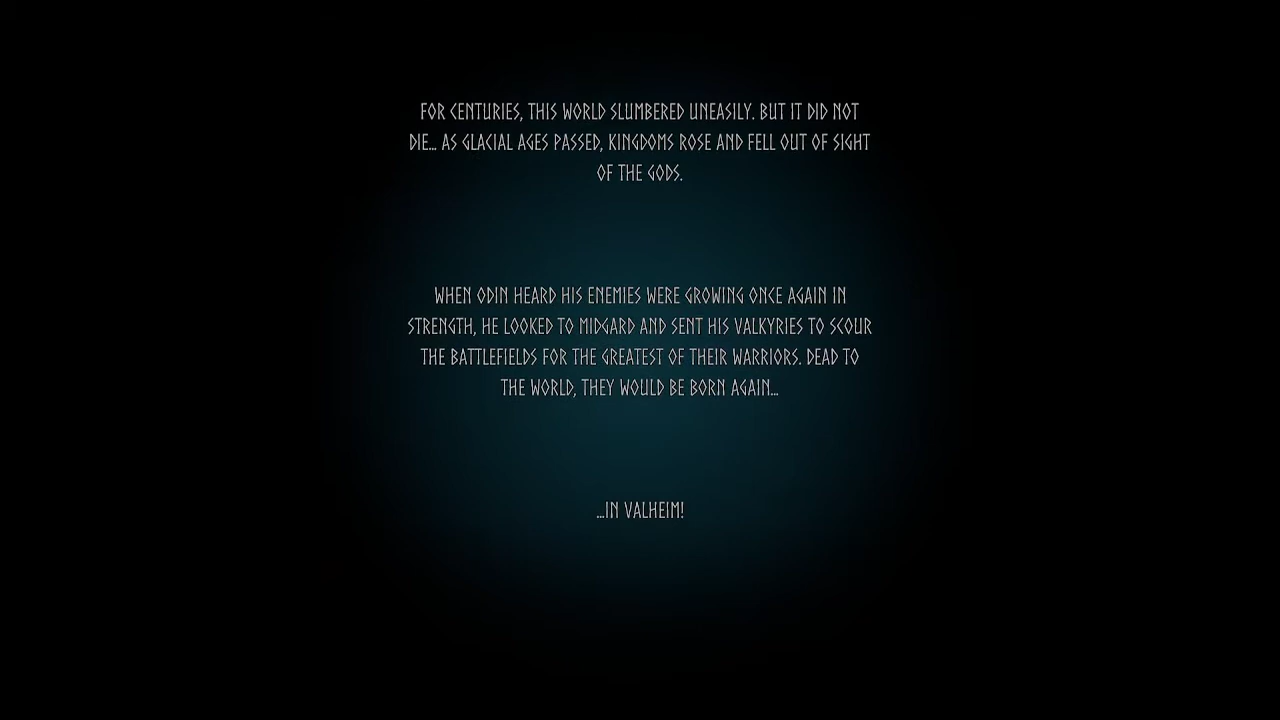 FOR CENTURIES, THIS WORLD SLUMBERED UNEASILY. BUT IT DID NOT
DIE... AS GLACIAL AGES PASSED, KINGDOMS ROSE AND FELL OUT OF SIGHT
OF THE GODS.
WHEN ODIN HEARD HIS ENEMIES WERE GROWING ONCE AGAIN IN
STRENGTH, HE LOOKED TO MIDGARD AND SENT HIS VALKYRIES TO SCOUR
THE BATTLEFIELDS FOR THE GREATEST OF THEIR WARRIORS. DEAD TO
THE WORLD, THEY WOULD BE BORN AGAIN...
...IN VALHEIM!